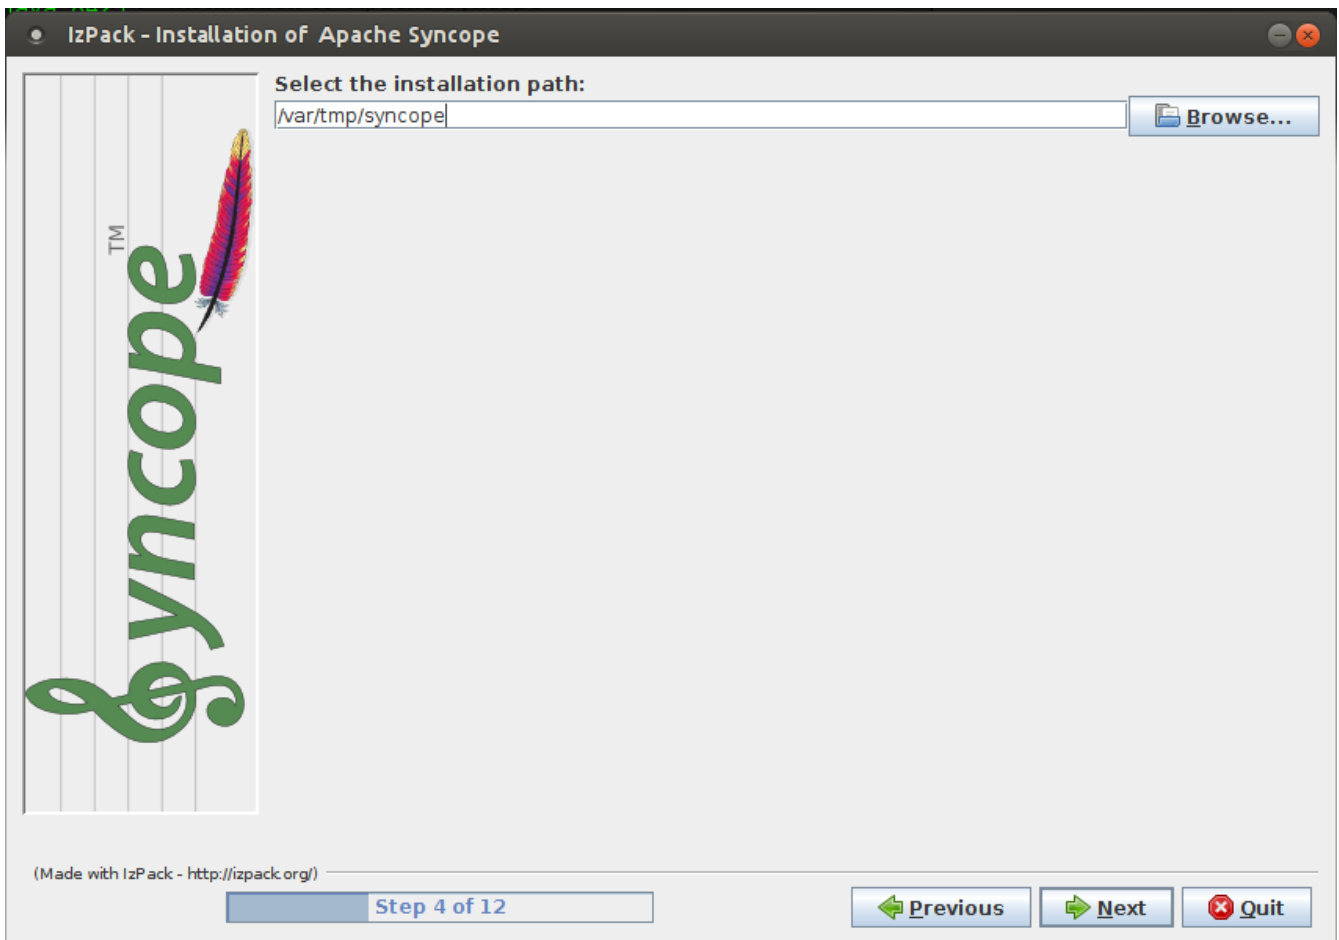 IzPack - Installation of Apache Syncope
Select the installation path:
/var/tmp/syncope
Browse...
Syncope
TM
(Made with IzPack - http://izpack.org/)
Step 4 of 12
Previous
Next
Quit